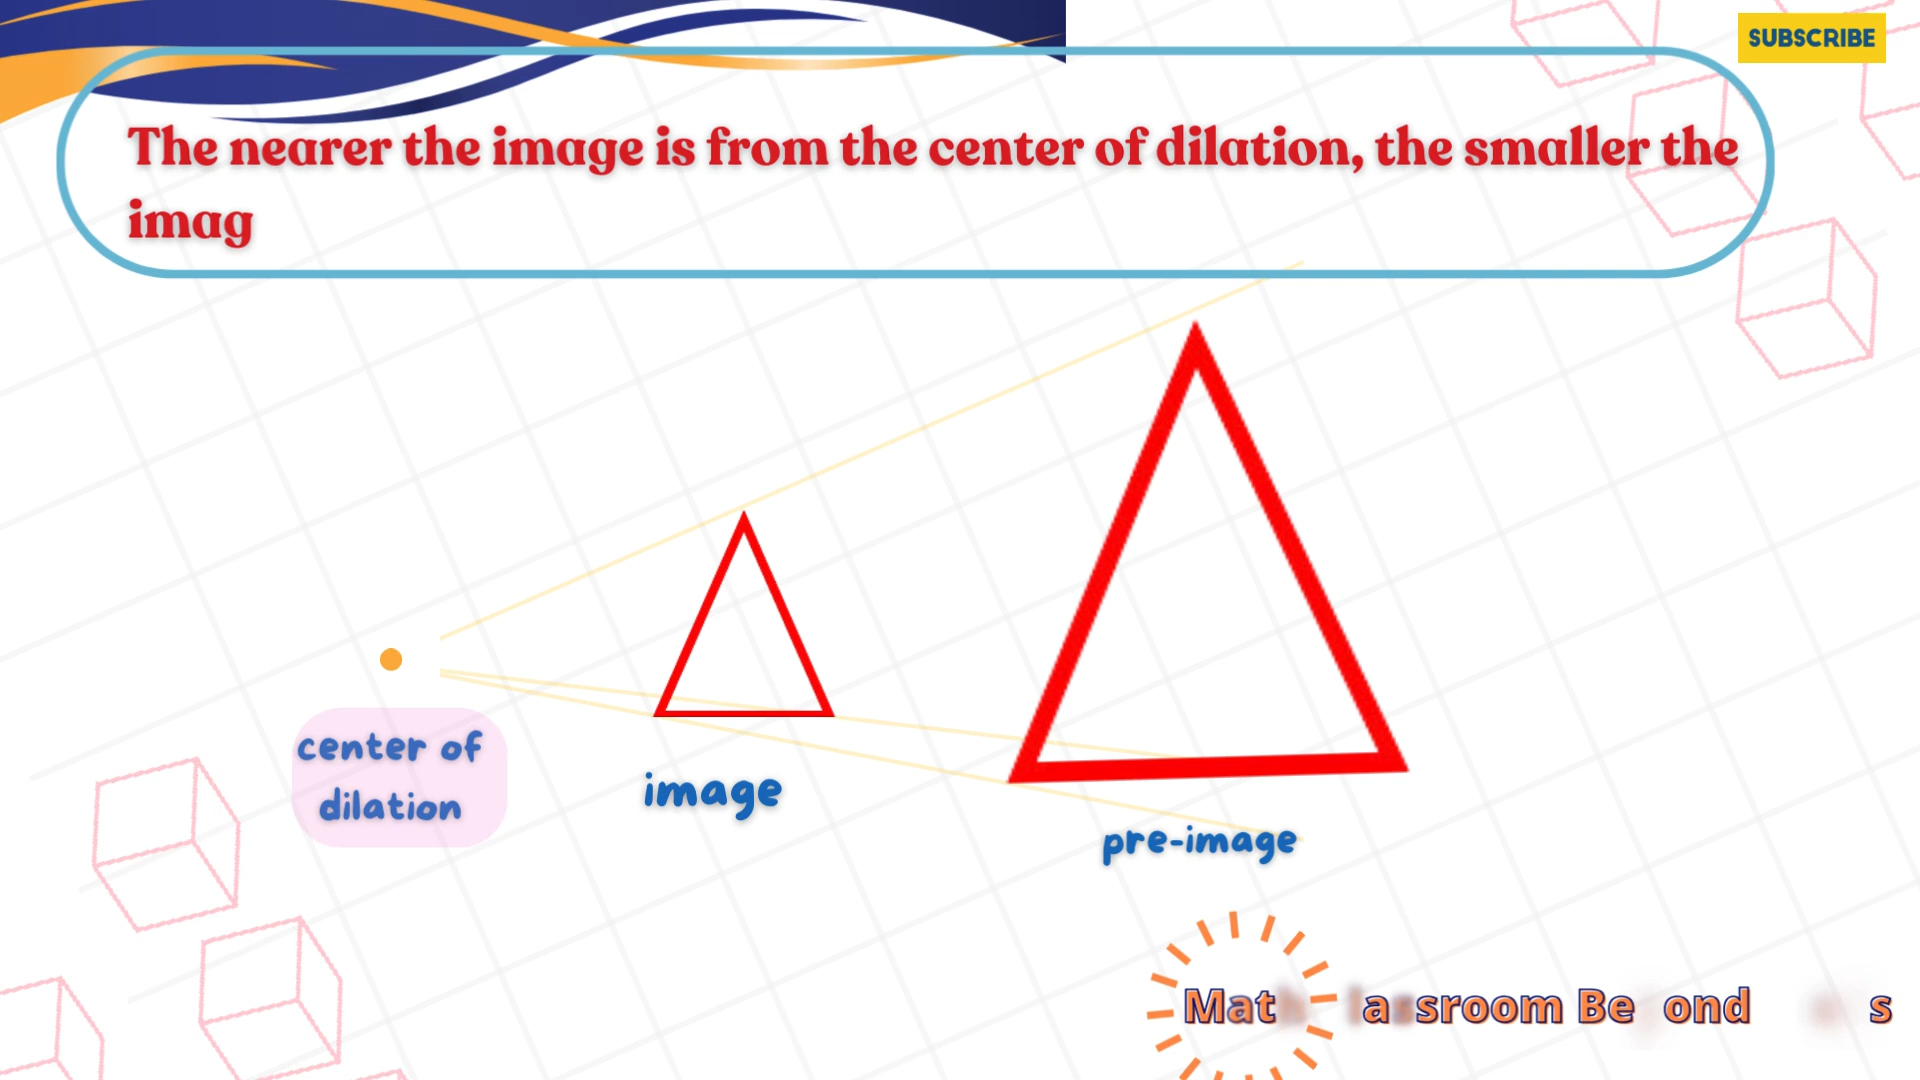 SUBSCRIBE
The nearer the image is from the center of dilation, the smaller the
imag
center of
dilation
image
pre-image
Mat assroom Be ond s